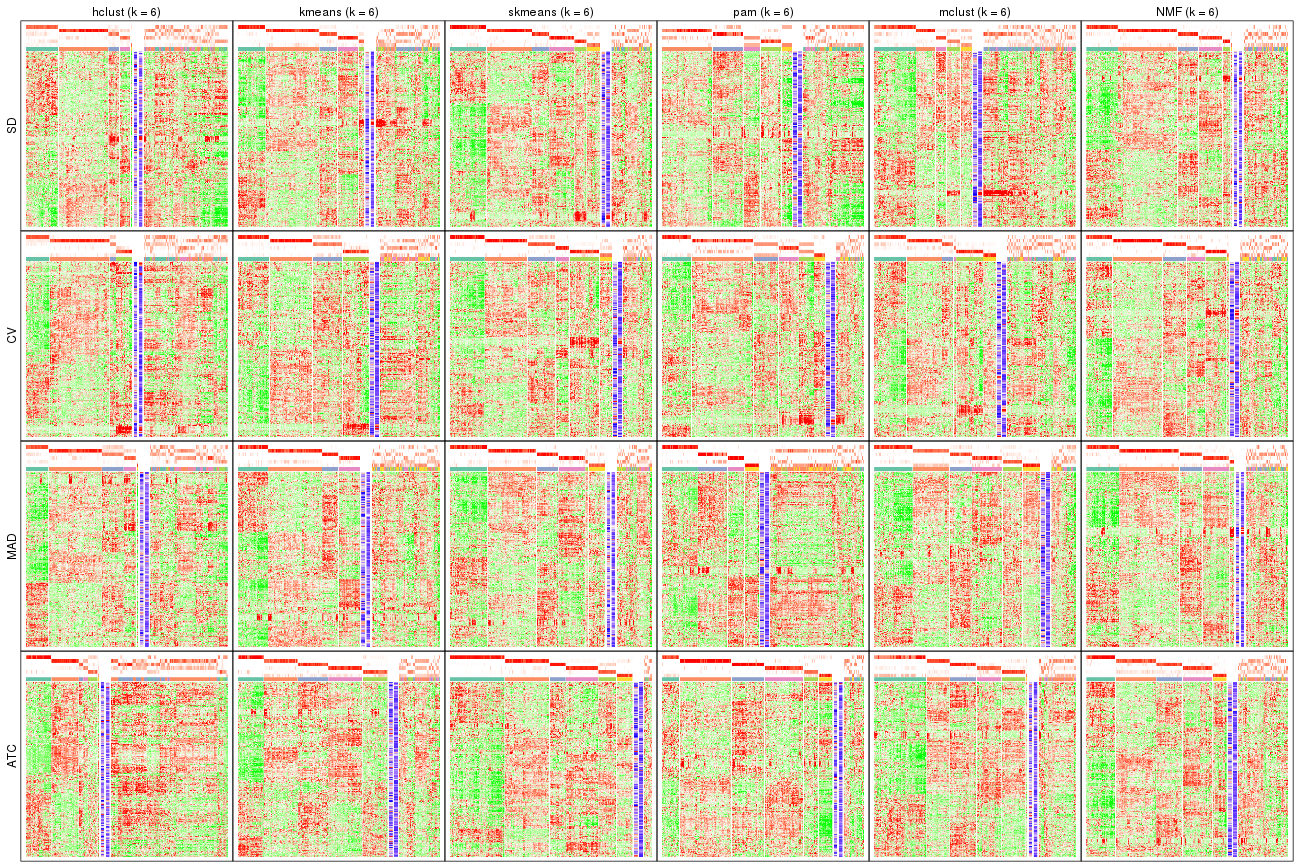 hclust (k = 6) kmeans (k = 6) skmeans (k = 6) pam (k = 6) mclust (k = 6) NMF (k = 6)
SD
CV
MAD
ATC